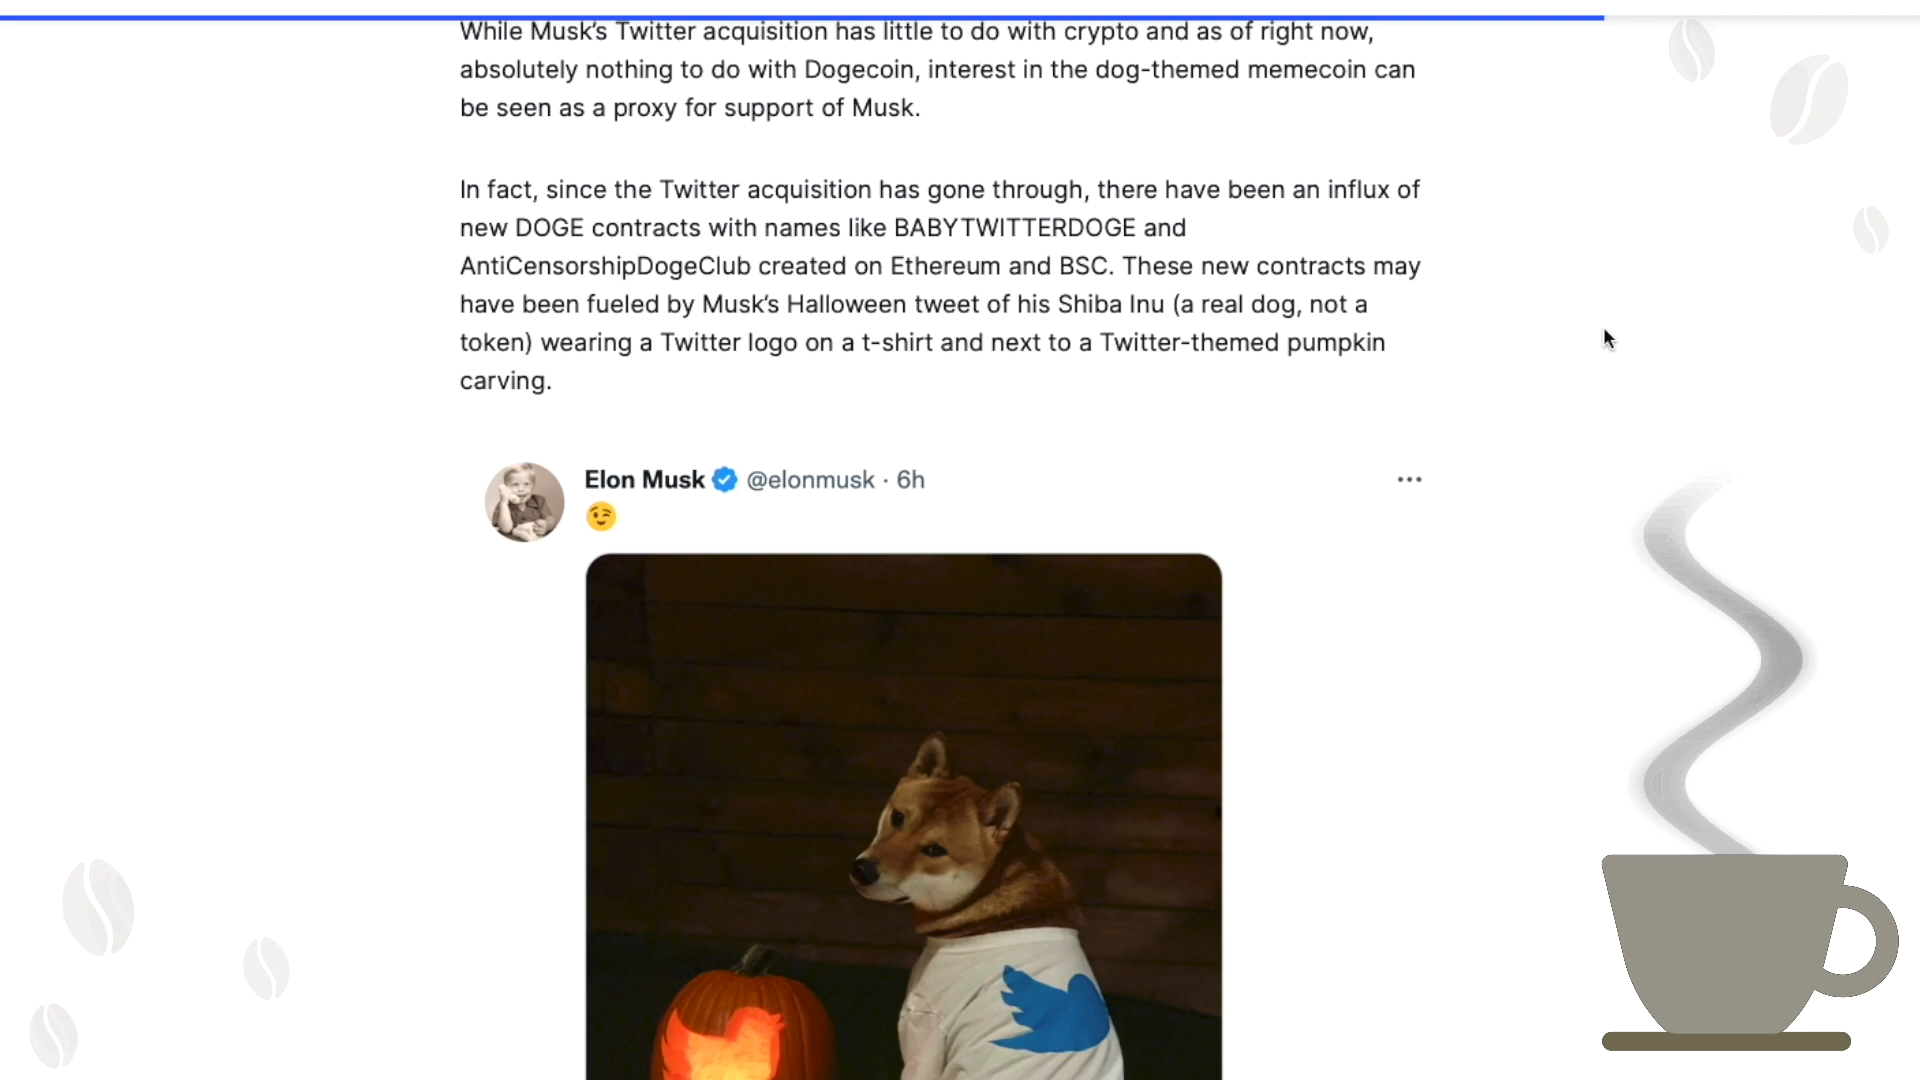 While Musk’s Twitter acquisition has little to do with crypto and as of right now,
absolutely nothing to do with Dogecoin, interest in the dog-themed memecoin can
be seen as a proxy for support of Musk.
In fact, since the Twitter acquisition has gone through, there have been an influx of
new DOGE contracts with names like BABYTWITTERDOGE and
AntiCensorshipDogeClub created on Ethereum and BSC. These new contracts may
have been fueled by Musk’s Halloween tweet of his Shiba Inu (a real dog, not a
token) wearing a Twitter logo on a t-shirt and next to a Twitter-themed pumpkin
carving.
Elon Musk @elonmusk · 6h